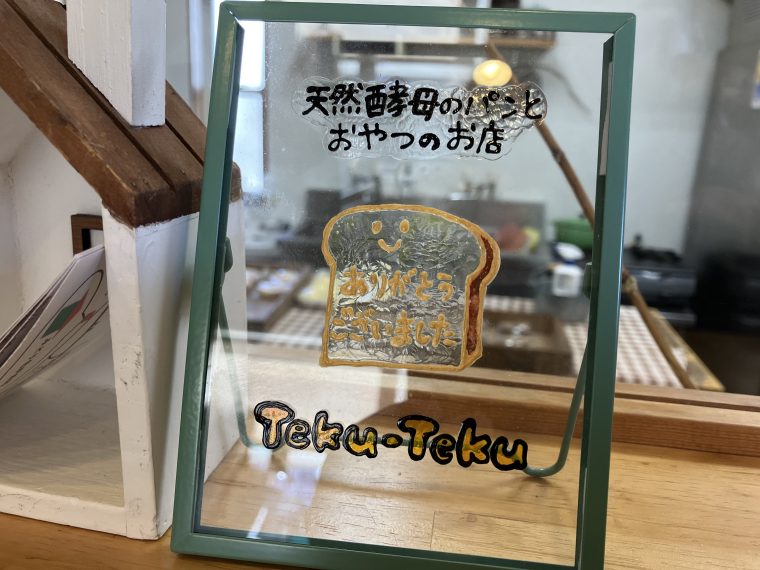 天然酵母のパンと
おやつのお店
ありがとう
ございました
Teku-Teku